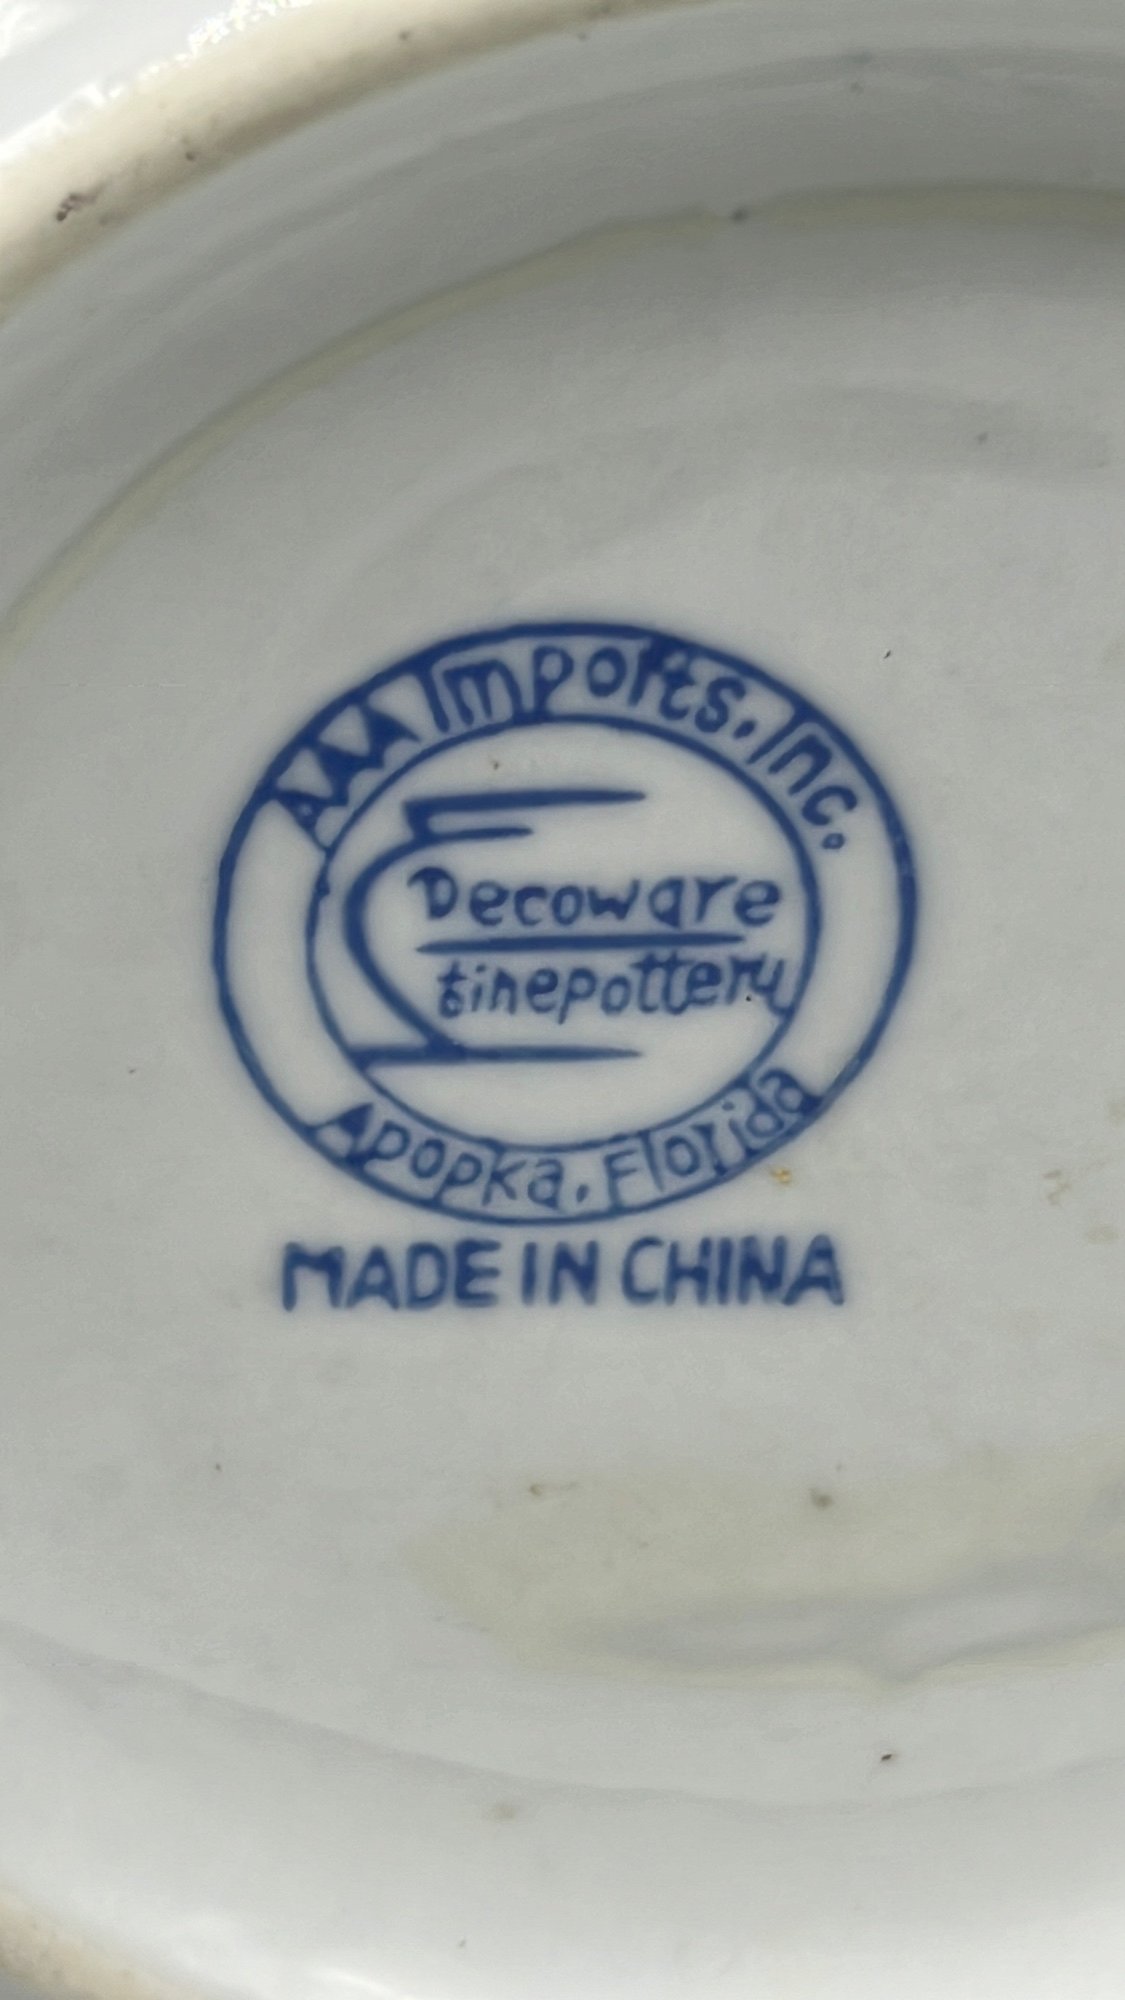 AAA Imports, Inc.
Decoware
finepottery
Apopka, Florida
MADE IN CHINA